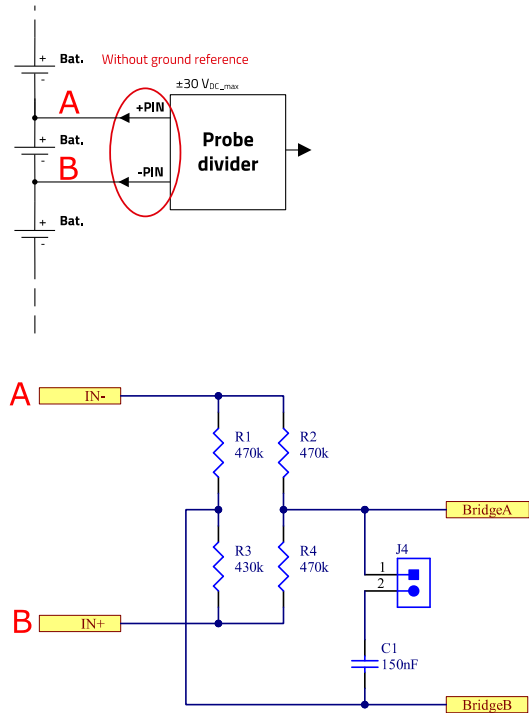 +
Bat.
-
Without ground reference
±30 VDC_max
A
+PIN
+
Bat.
-
Probe
divider
B
-PIN
+
Bat.
-
A
IN-
R1
470k
R2
470k
BridgeA
J4
1
2
R3
430k
R4
470k
B
IN+
C1
150nF
BridgeB